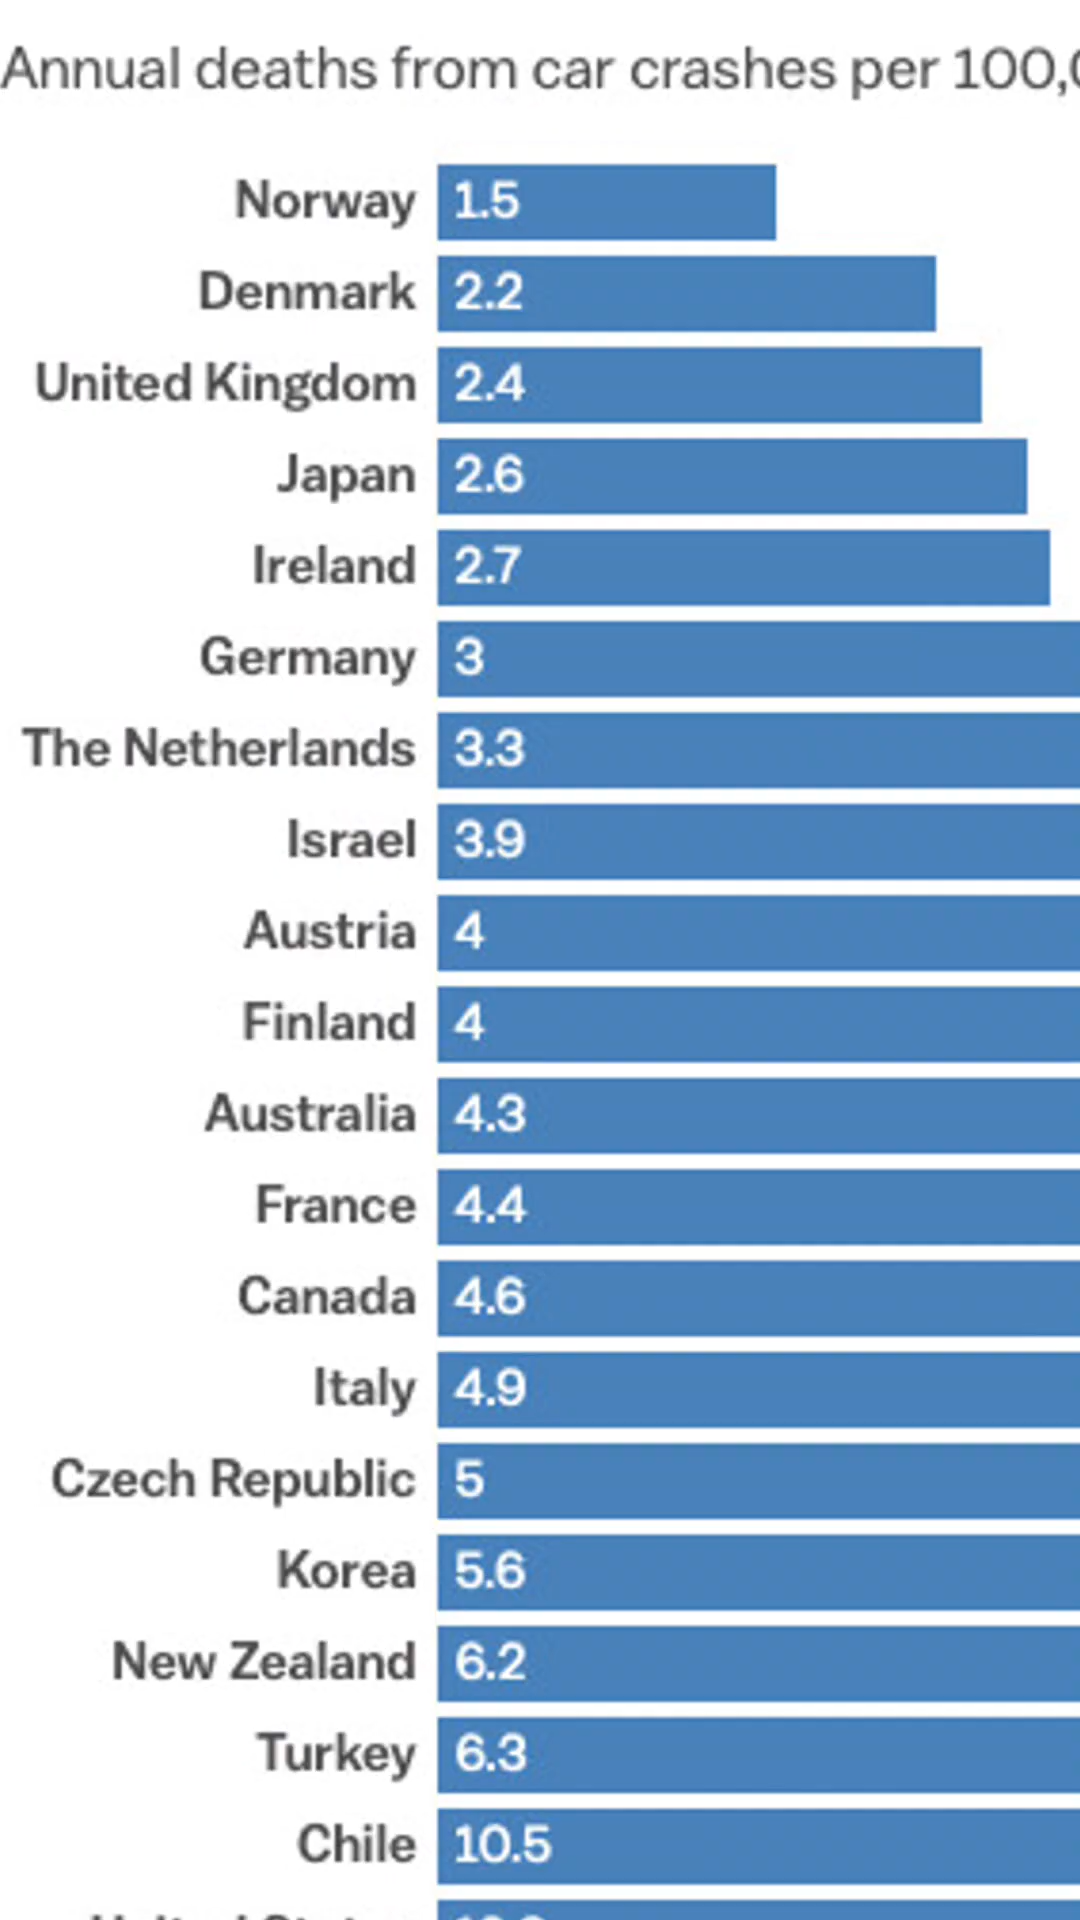 Annual deaths from car crashes per 100,0
Norway 1.5
Denmark 2.2
United Kingdom 2.4
Japan 2.6
Ireland 2.7
Germany 3
The Netherlands 3.3
Israel 3.9
Austria 4
Finland 4
Australia 4.3
France 4.4
Canada 4.6
Italy 4.9
Czech Republic 5
Korea 5.6
New Zealand 6.2
Turkey 6.3
Chile 10.5
United States